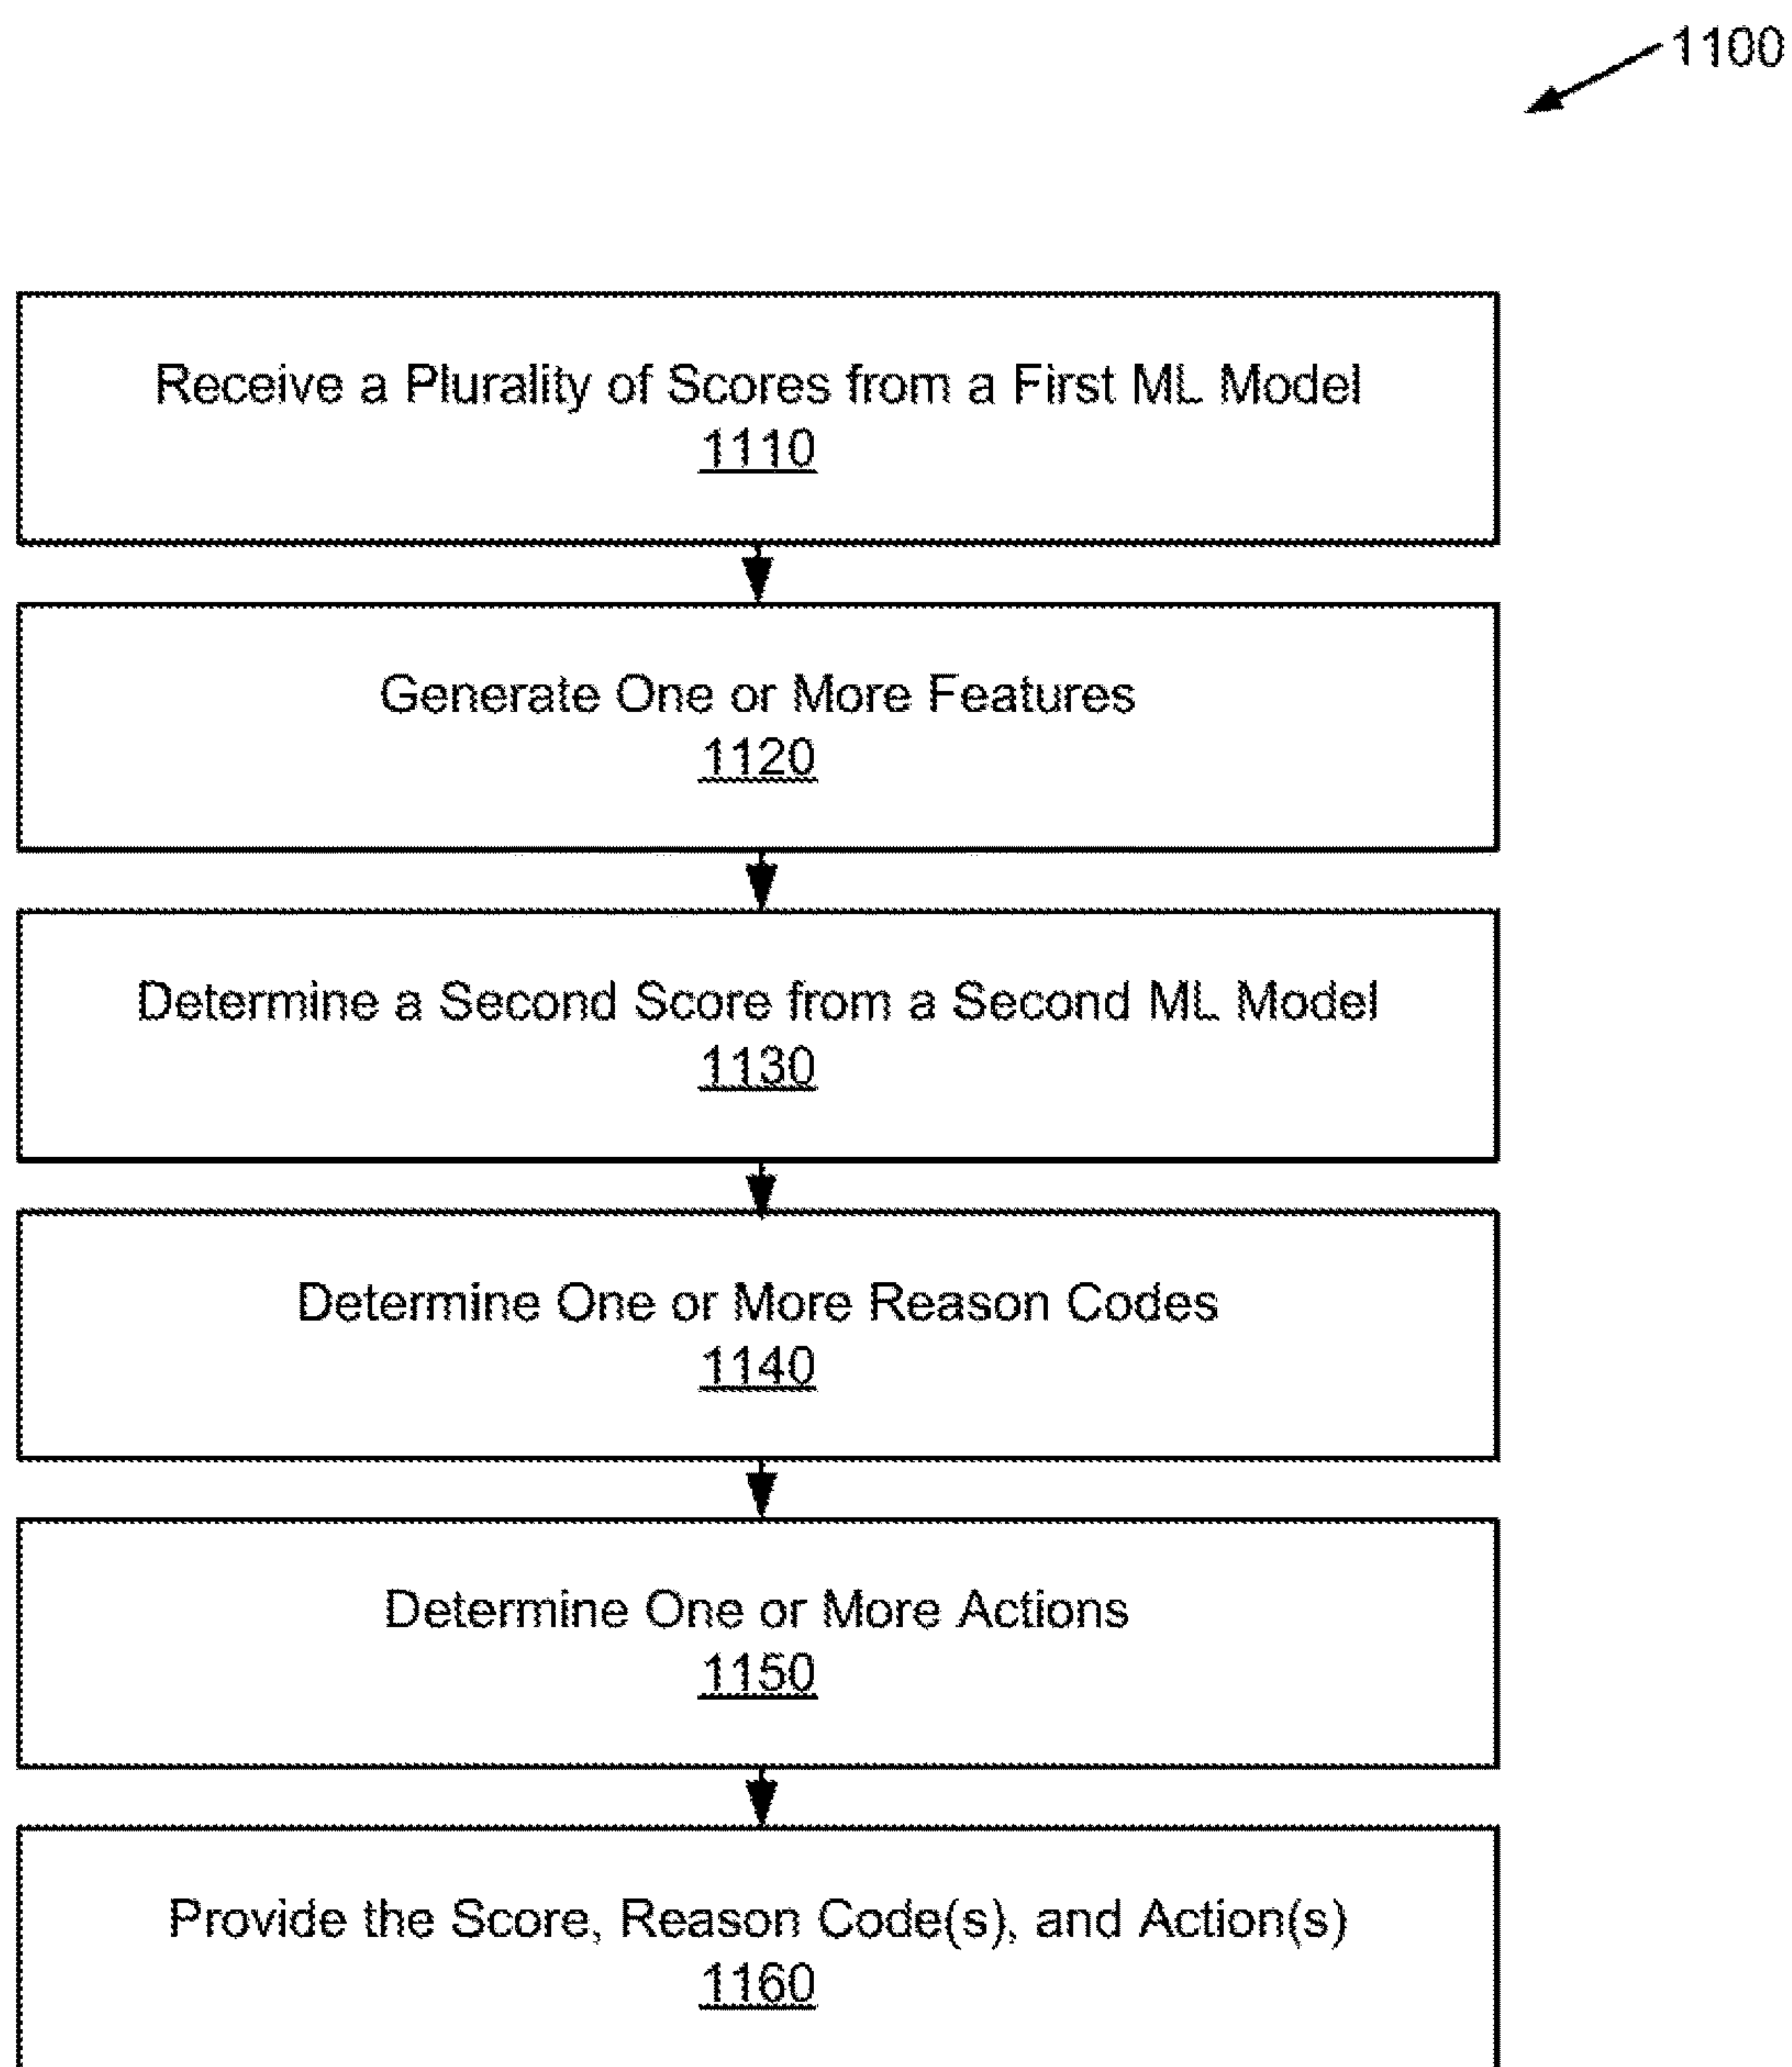 1100
Receive a Plurality of Scores from a First ML Model
1110
Generate One or More Features
1120
Determine a Second Score from a Second ML Model
1130
Determine One or More Reason Codes
1140
Determine One or More Actions
1150
Provide the Score, Reason Code(s), and Action(s)
1160